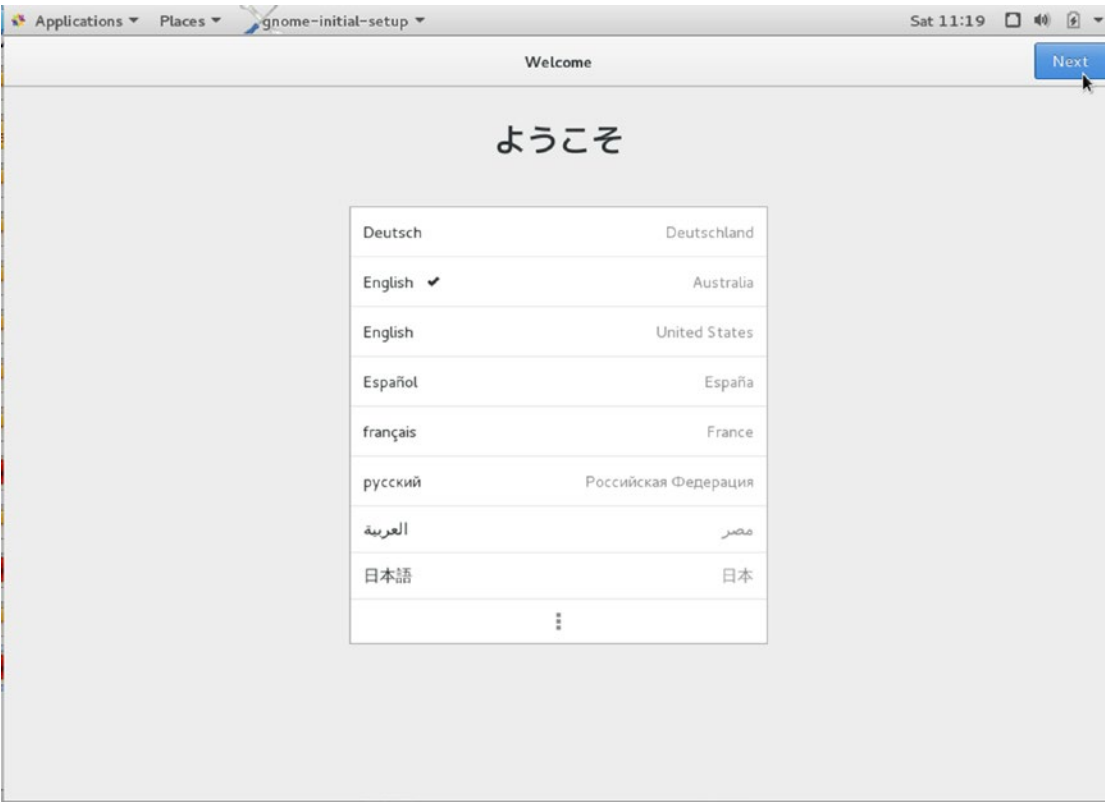 Applications Places gnome-initial-setup Sat 11:19
Welcome Next
ようこそ
Deutsch Deutschland
English Australia
English United States
Español España
français France
русский Российская Федерация
العربية مصر
日本語 日本